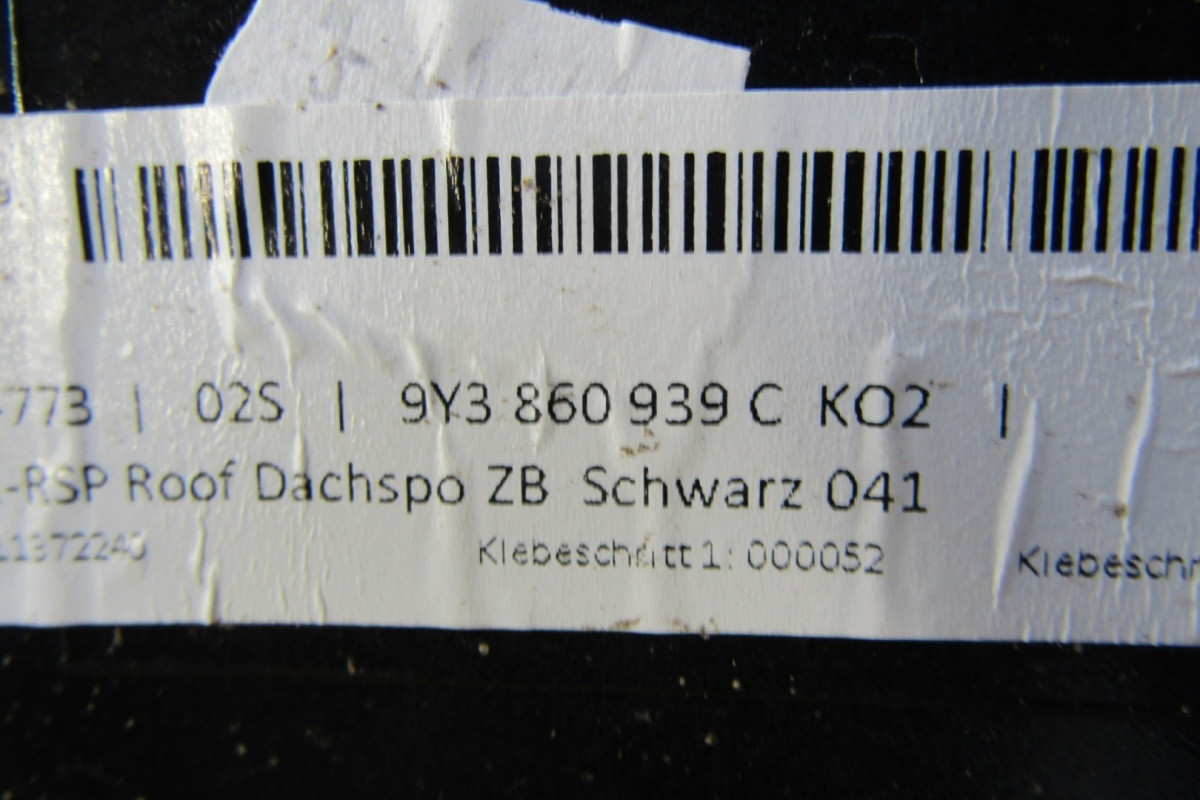 -773 | 02S | 9Y3 860 939 C KO2 |
-RSP Roof Dachspo ZB Schwarz 041
11372240 Klebeschritt 1: 000052 Klebeschr